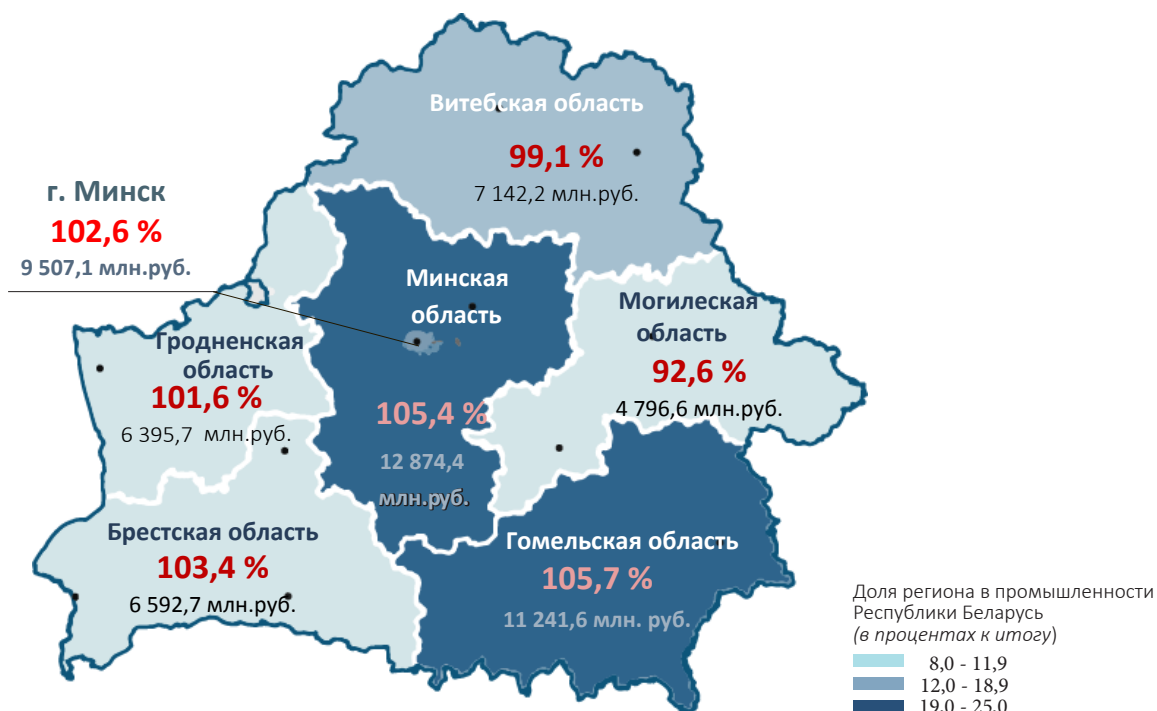 Витебская область
99,1 %
7 142,2 млн.руб.
г. Минск
102,6 %
9 507,1 млн.руб.
Минская
область
105,4 %
12 874,4
млн.руб.
Могилеская
область
92,6 %
4 796,6 млн.руб.
Гродненская
область
101,6 %
6 395,7 млн.руб.
Брестская область
103,4 %
6 592,7 млн.руб.
Гомельская область
105,7 %
11 241,6 млн. руб.
Доля региона в промышленности
Республики Беларусь
(в процентах к итогу)
8,0 - 11,9
12,0 - 18,9
19,0 - 25,0